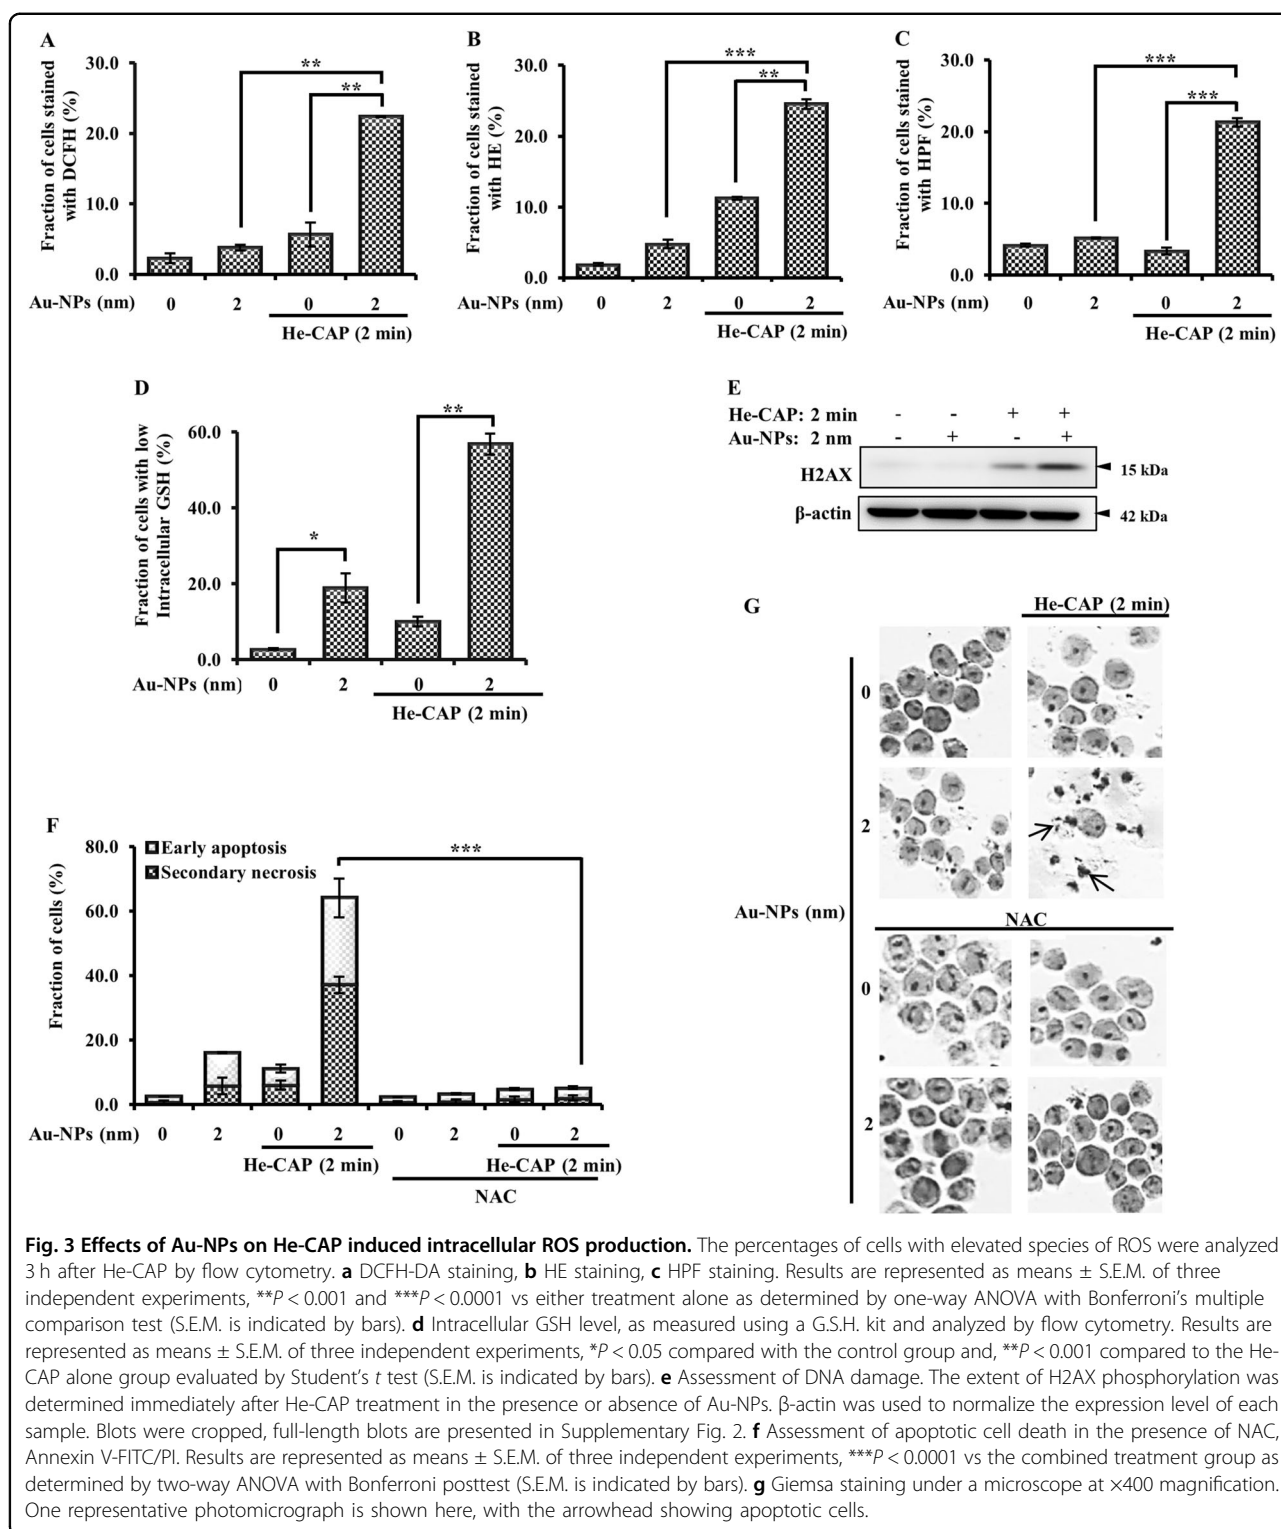 A
30.0
20.0
10.0
0.0
Fraction of cells stained
with DCFH (%)
**
**
Au-NPs (nm) 0 2 0 2
He-CAP (2 min)
B
30.0
20.0
10.0
0.0
Fraction of cells stained
with HE (%)
***
**
Au-NPs (nm) 0 2 0 2
He-CAP (2 min)
C
30.0
20.0
10.0
0.0
Fraction of cells stained
with HPF (%)
***
***
Au-NPs (nm) 0 2 0 2
He-CAP (2 min)
D
60.0
40.0
20.0
0.0
Fraction of cells with low
Intracellular GSH (%)
*
**
Au-NPs (nm) 0 2 0 2
He-CAP (2 min)
E
He-CAP: 2 min - - + +
Au-NPs: 2 nm - + - +
H2AX 15 kDa
β-actin 42 kDa
F
80.0
60.0
40.0
20.0
0.0
Fraction of cells (%)
Early apoptosis
Secondary necrosis
***
Au-NPs (nm) 0 2 0 2 0 2 0 2
He-CAP (2 min) He-CAP (2 min)
NAC
G
He-CAP (2 min)
0
2
Au-NPs (nm)
NAC
0
2
Fig. 3 Effects of Au-NPs on He-CAP induced intracellular ROS production. The percentages of cells with elevated species of ROS were analyzed
3 h after He-CAP by flow cytometry. a DCFH-DA staining, b HE staining, c HPF staining. Results are represented as means ± S.E.M. of three
independent experiments, **P < 0.001 and ***P < 0.0001 vs either treatment alone as determined by one-way ANOVA with Bonferroni's multiple
comparison test (S.E.M. is indicated by bars). d Intracellular GSH level, as measured using a G.S.H. kit and analyzed by flow cytometry. Results are
represented as means ± S.E.M. of three independent experiments, *P < 0.05 compared with the control group and, **P < 0.001 compared to the He-
CAP alone group evaluated by Student's t test (S.E.M. is indicated by bars). e Assessment of DNA damage. The extent of H2AX phosphorylation was
determined immediately after He-CAP treatment in the presence or absence of Au-NPs. β-actin was used to normalize the expression level of each
sample. Blots were cropped, full-length blots are presented in Supplementary Fig. 2. f Assessment of apoptotic cell death in the presence of NAC,
Annexin V-FITC/PI. Results are represented as means ± S.E.M. of three independent experiments, ***P < 0.0001 vs the combined treatment group as
determined by two-way ANOVA with Bonferroni posttest (S.E.M. is indicated by bars). g Giemsa staining under a microscope at ×400 magnification.
One representative photomicrograph is shown here, with the arrowhead showing apoptotic cells.